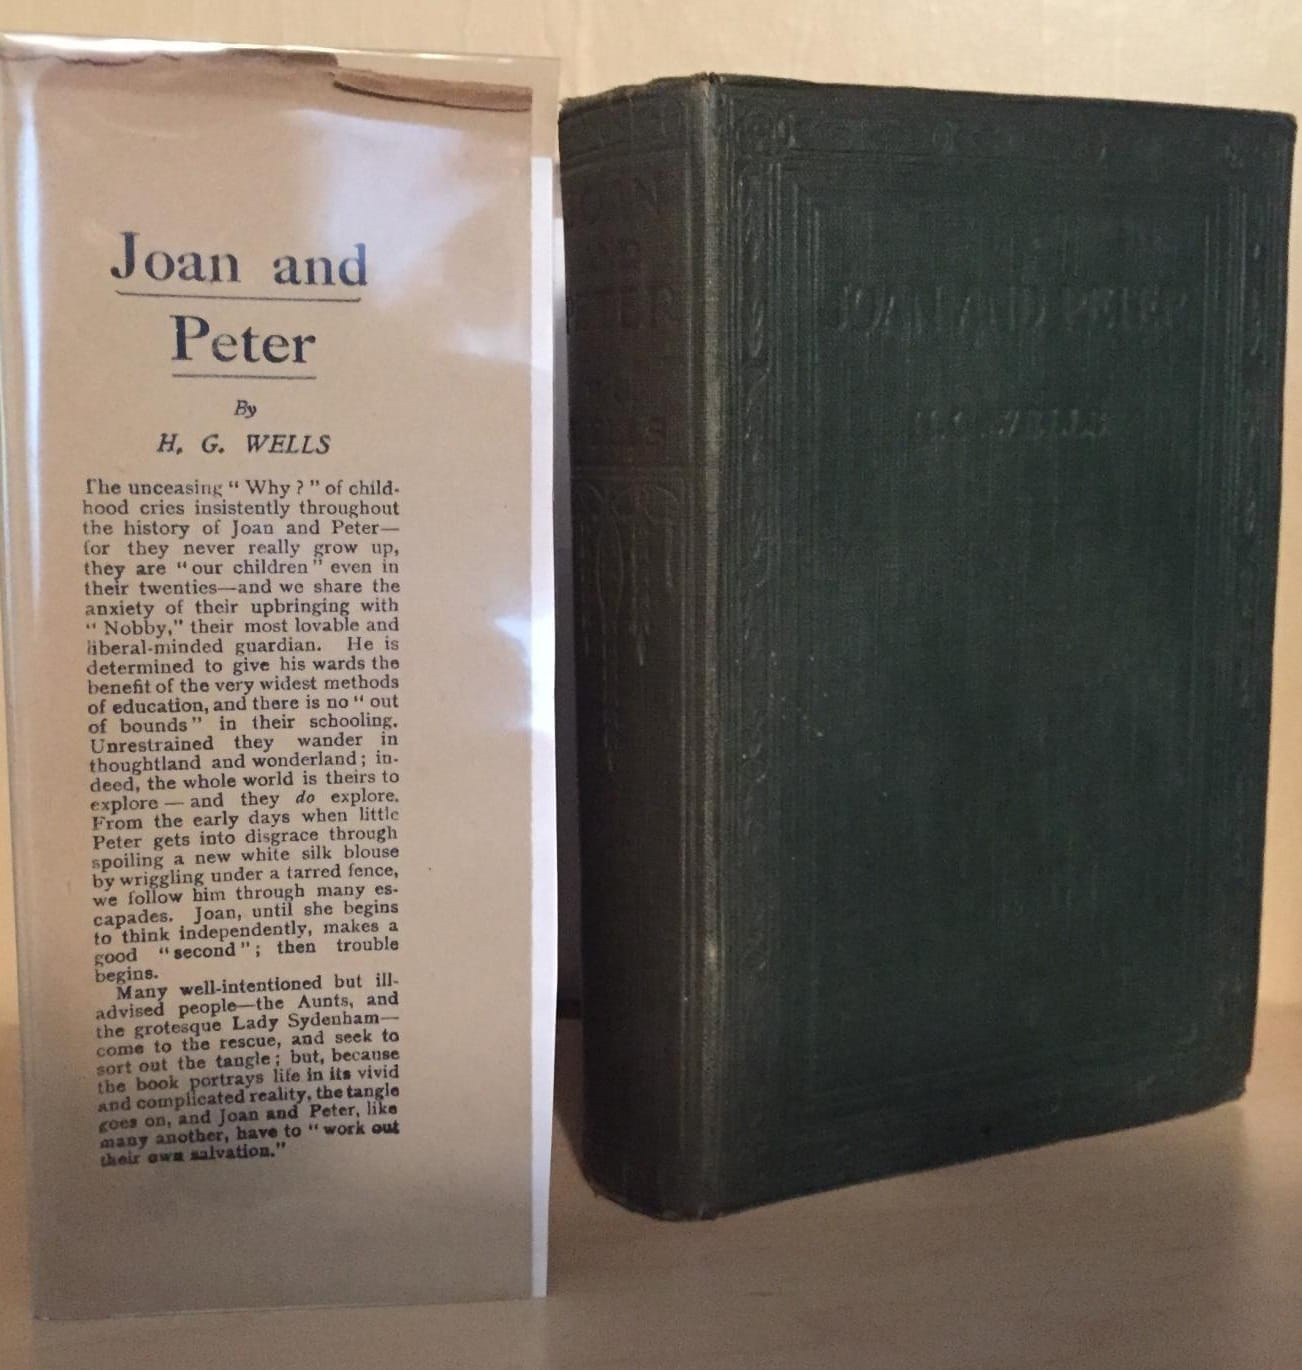 Joan and
Peter
By
H. G. WELLS
The unceasing “ Why ? ” of child-
hood cries insistently throughout
the history of Joan and Peter—
for they never really grow up,
they are “ our children ” even in
their twenties—and we share the
anxiety of their upbringing with
“ Nobby,” their most lovable and
liberal-minded guardian. He is
determined to give his wards the
benefit of the very widest methods
of education, and there is no “ out
of bounds ” in their schooling.
Unrestrained they wander in
thoughtland and wonderland ; in-
deed, the whole world is theirs to
explore — and they do explore.
From the early days when little
Peter gets into disgrace through
spoiling a new white silk blouse
by wriggling under a tarred fence,
we follow him through many es-
capades. Joan, until she begins
to think independently, makes a
good “ second ” ; then trouble
begins.
Many well-intentioned but ill-
advised people—the Aunts, and
the grotesque Lady Sydenham—
come to the rescue, and seek to
sort out the tangle ; but, because
the book portrays life in its vivid
and complicated reality, the tangle
goes on, and Joan and Peter, like
many another, have to “ work out
their own salvation.”
JOAN
AND
PETER
WELLS
JOAN AND PETER
H.G. WELLS